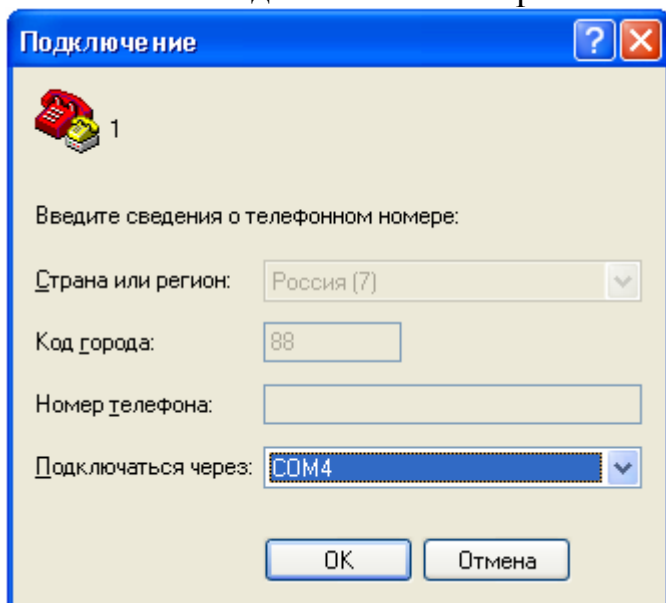 Подключение
1
Введите сведения о телефонном номере:
Страна или регион: Россия (7)
Код города: 88
Номер телефона:
Подключаться через: COM4
OK Отмена